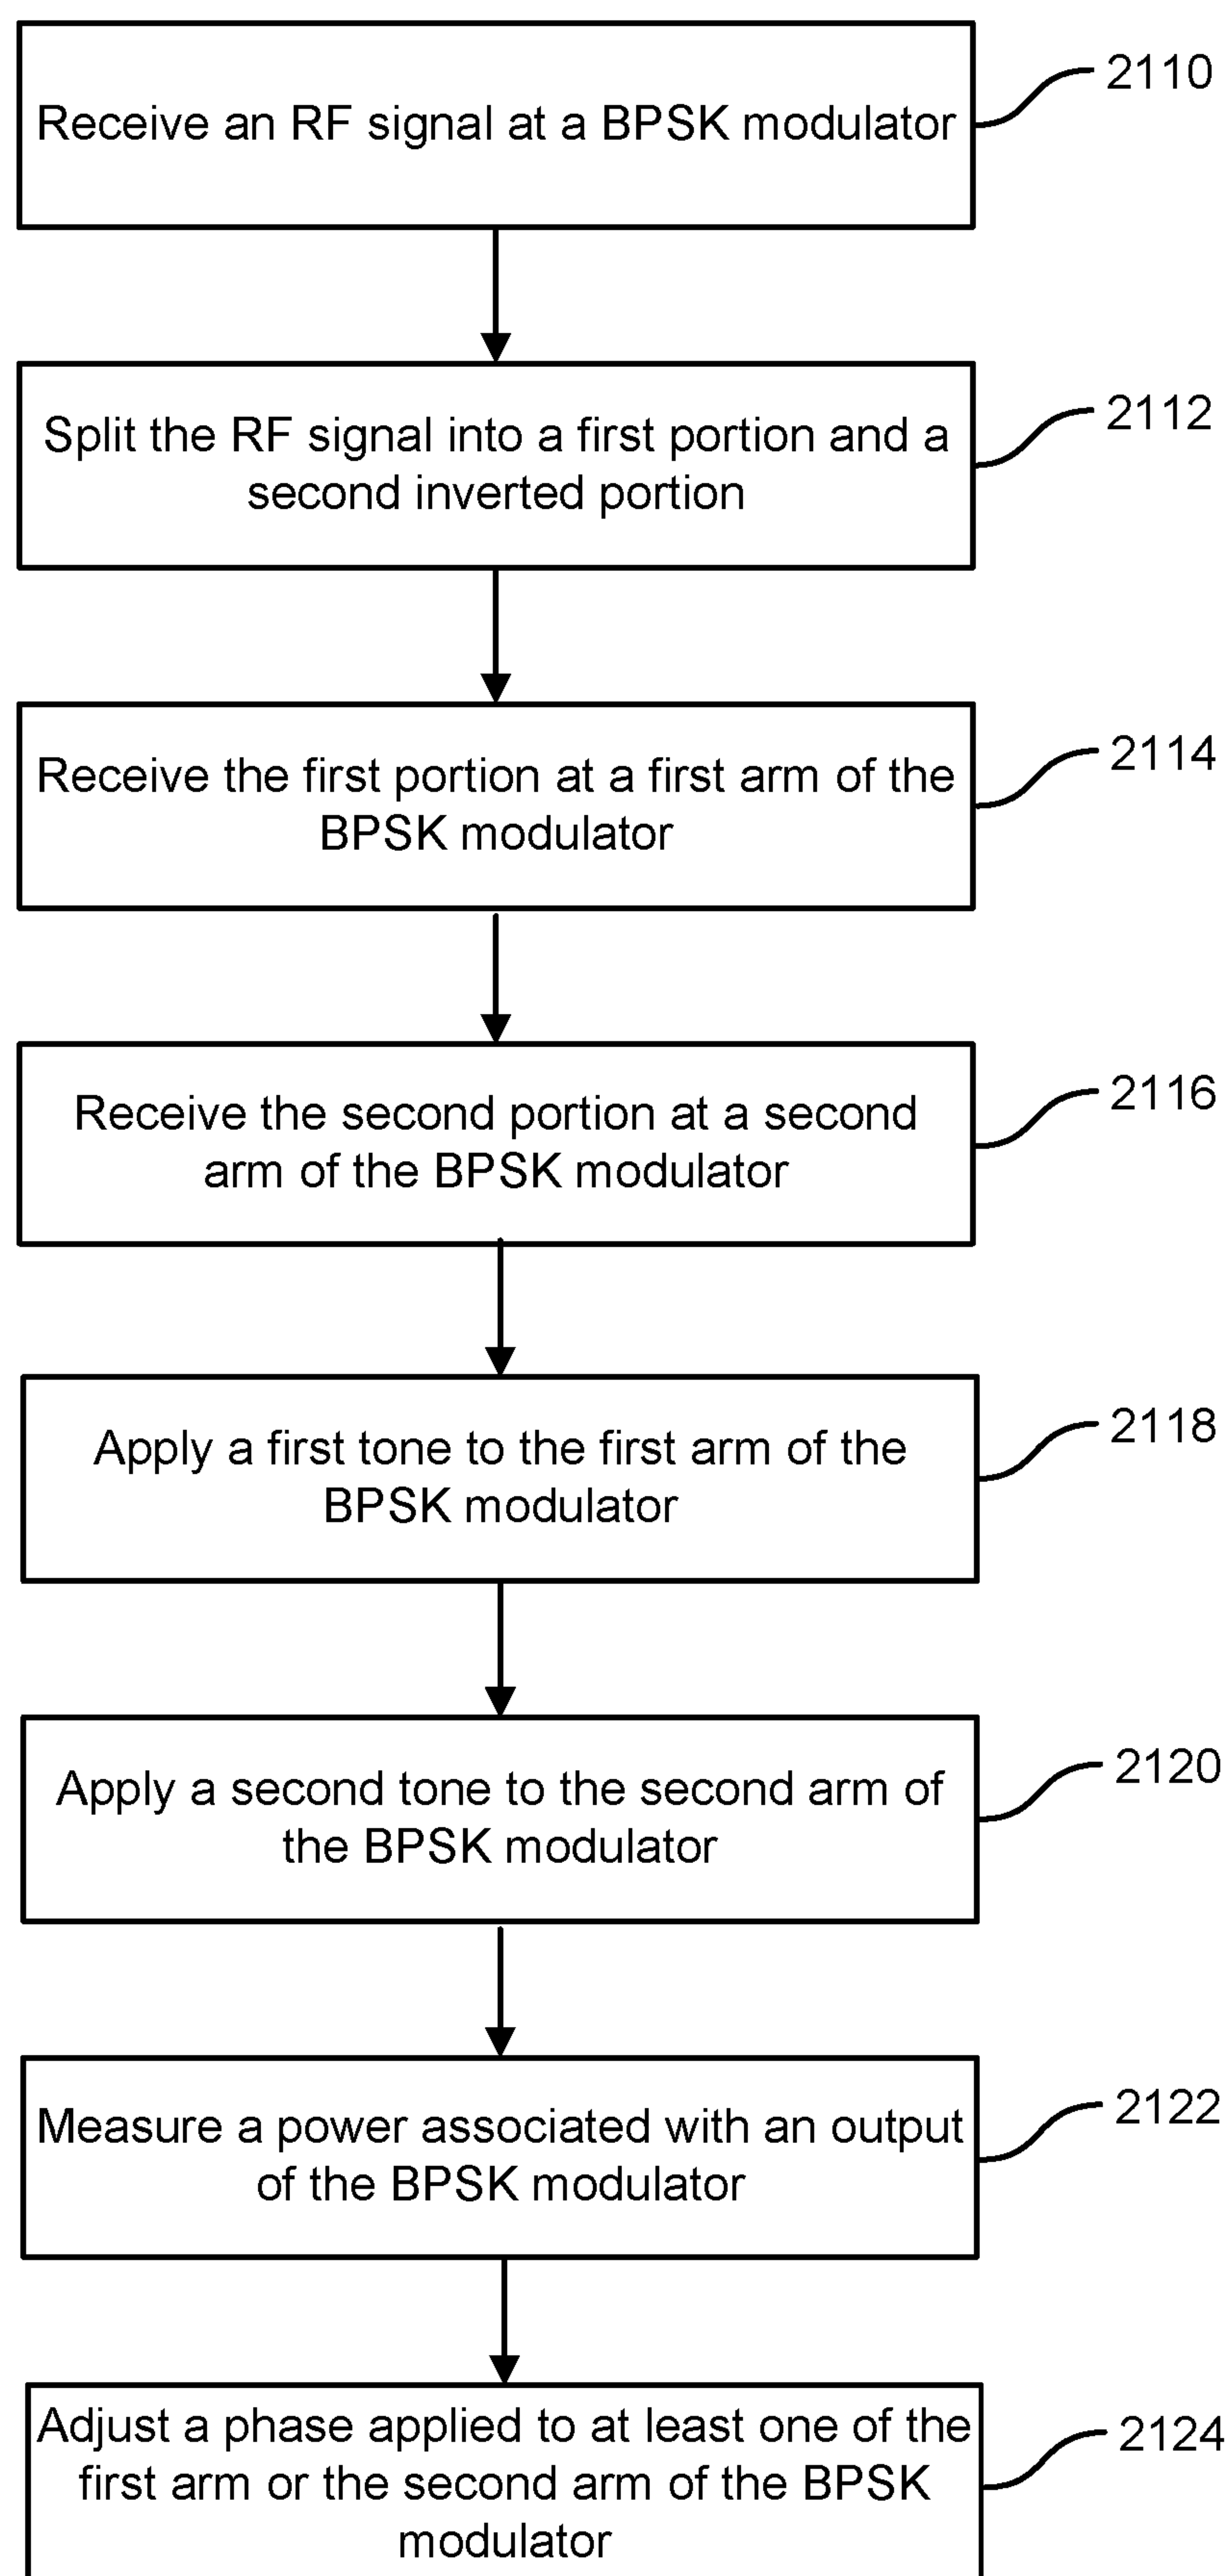 Receive an RF signal at a BPSK modulator
2110
Split the RF signal into a first portion and a
second inverted portion
2112
Receive the first portion at a first arm of the
BPSK modulator
2114
Receive the second portion at a second
arm of the BPSK modulator
2116
Apply a first tone to the first arm of the
BPSK modulator
2118
Apply a second tone to the second arm of
the BPSK modulator
2120
Measure a power associated with an output
of the BPSK modulator
2122
Adjust a phase applied to at least one of the
first arm or the second arm of the BPSK
modulator
2124